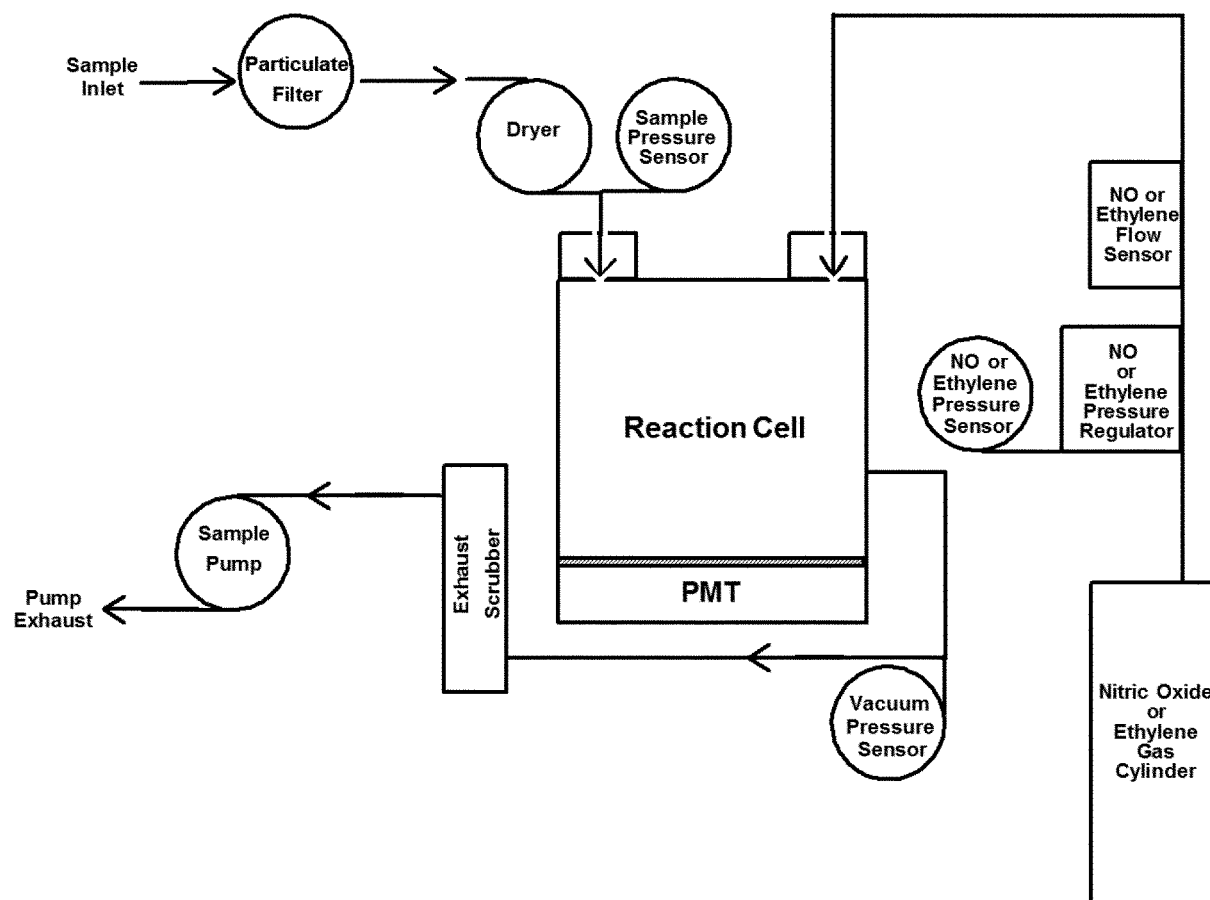 Sample
Inlet
Particulate
Filter
Dryer
Sample
Pressure
Sensor
NO or
Ethylene
Flow
Sensor
NO or
Ethylene
Pressure
Sensor
NO
or
Ethylene
Pressure
Regulator
Reaction Cell
PMT
Exhaust
Scrubber
Sample
Pump
Pump
Exhaust
Vacuum
Pressure
Sensor
Nitric Oxide
or
Ethylene
Gas
Cylinder